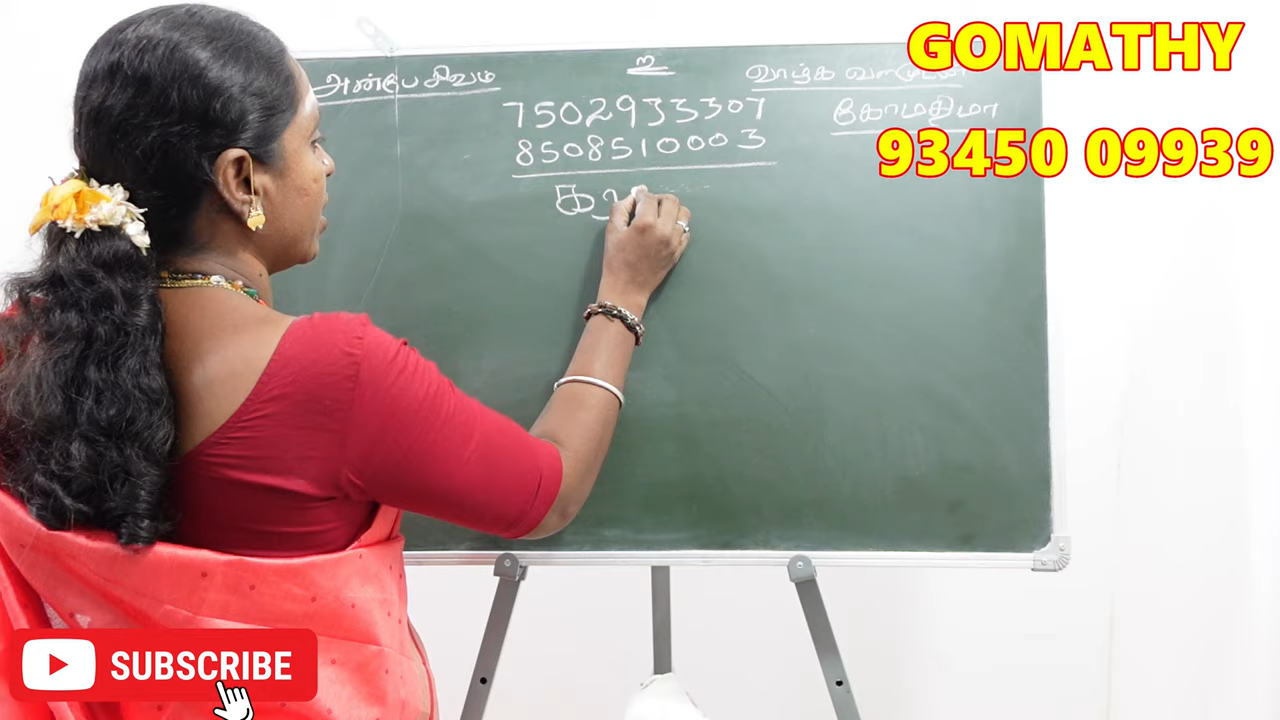 GOMATHY
93450 09939
உ
அன்பே சிவம்
வாழ்க வளமுடன்
கோமதிமா
7502933307
8508510003
SUBSCRIBE